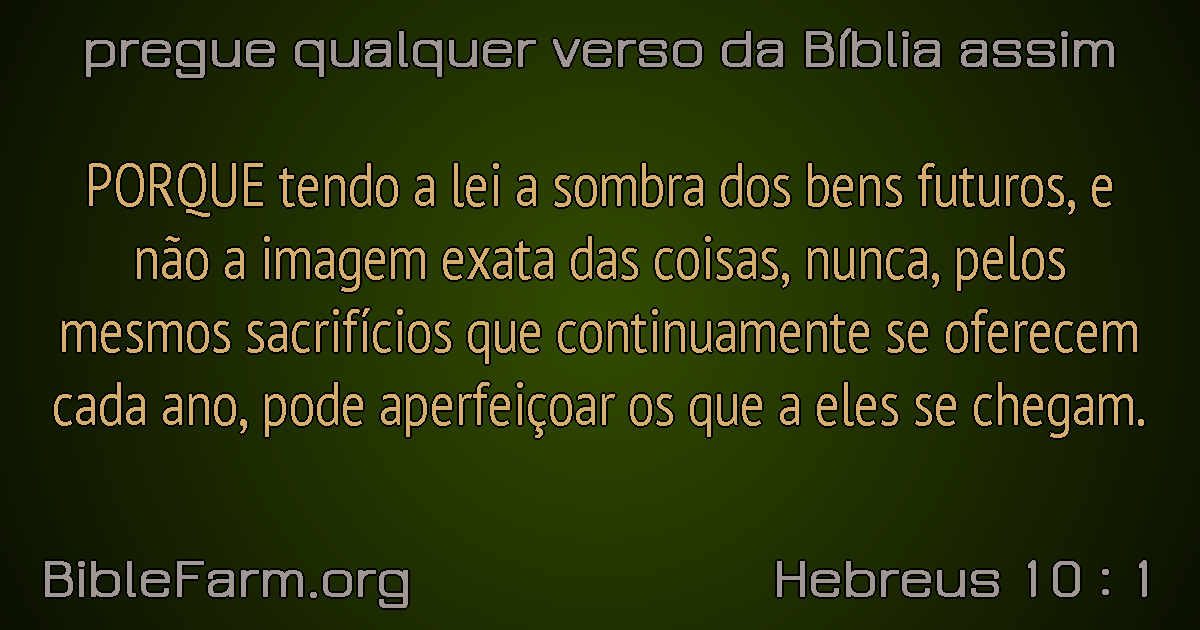 pregue qualquer verso da Bíblia assim
PORQUE tendo a lei a sombra dos bens futuros, e
não a imagem exata das coisas, nunca, pelos
mesmos sacrifícios que continuamente se oferecem
cada ano, pode aperfeiçoar os que a eles se chegam.
BibleFarm.org
Hebreus 10 : 1